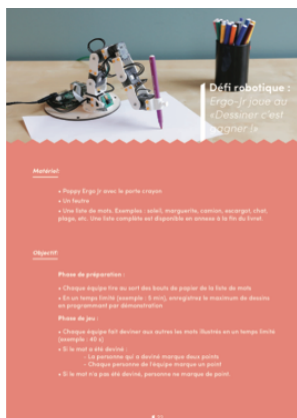 Défi robotique :
Ergo-jr joue au
«Dessiner c'est
gagner !»
Matériel
• Poppy Ergo jr avec le porte crayon
• Un feutre
• Une liste de mots. Exemples : soleil, marguerite, camion, escargot, chat,
plage, etc. Une liste complète est disponible en annexe à la fin du livret.
Objectif
Phase de préparation :
• Chaque équipe tire au sort des bouts de papier de la liste de mots
• En un temps limité (exemple : 5 min), enregistrez le maximum de dessins
en programmant par démonstration
Phase de jeu :
• Chaque équipe fait deviner aux autres les mots illustrés en un temps limité
(exemple : 40 s)
• Si le mot a été deviné :
- La personne qui a deviné marque deux points
- Chaque personne de l'équipe marque un point
• Si le mot n'a pas été deviné, personne ne marque de point.